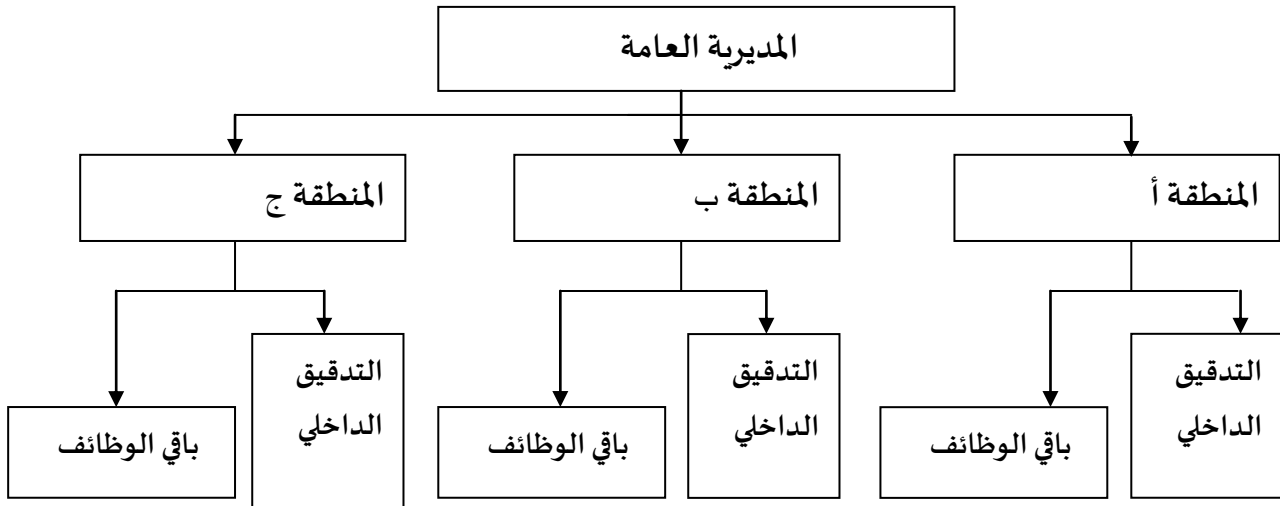 المديرية العامة
المنطقة أ
المنطقة ب
المنطقة ج
التدقيق
الداخلي
باقي الوظائف
التدقيق
الداخلي
باقي الوظائف
التدقيق
الداخلي
باقي الوظائف